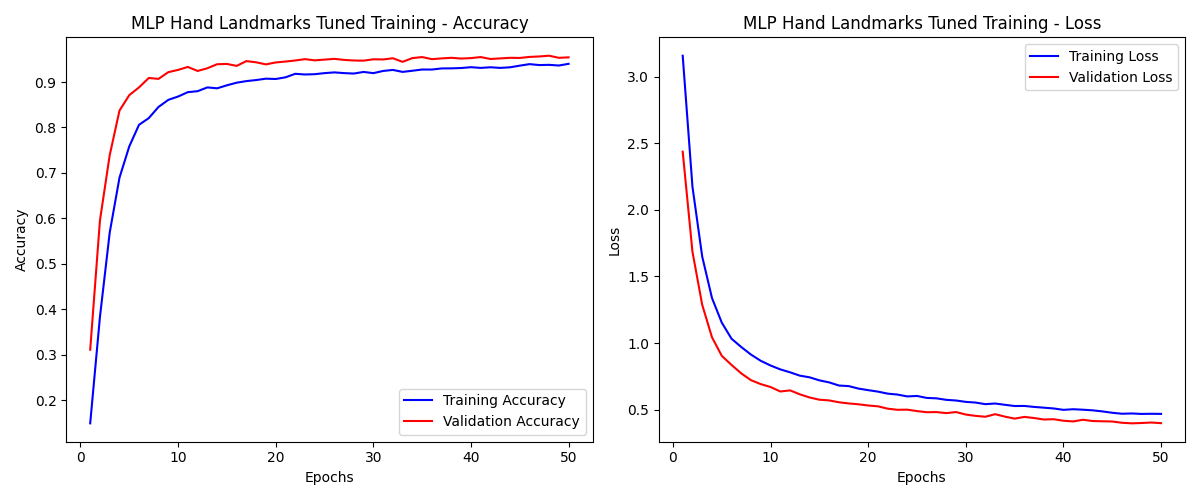 MLP Hand Landmarks Tuned Training - Accuracy
0.9
0.8
0.7
0.6
0.5
0.4
0.3
0.2
Accuracy
Training Accuracy
Validation Accuracy
0 10 20 30 40 50
Epochs
MLP Hand Landmarks Tuned Training - Loss
Training Loss
Validation Loss
3.0
2.5
2.0
1.5
1.0
0.5
Loss
0 10 20 30 40 50
Epochs